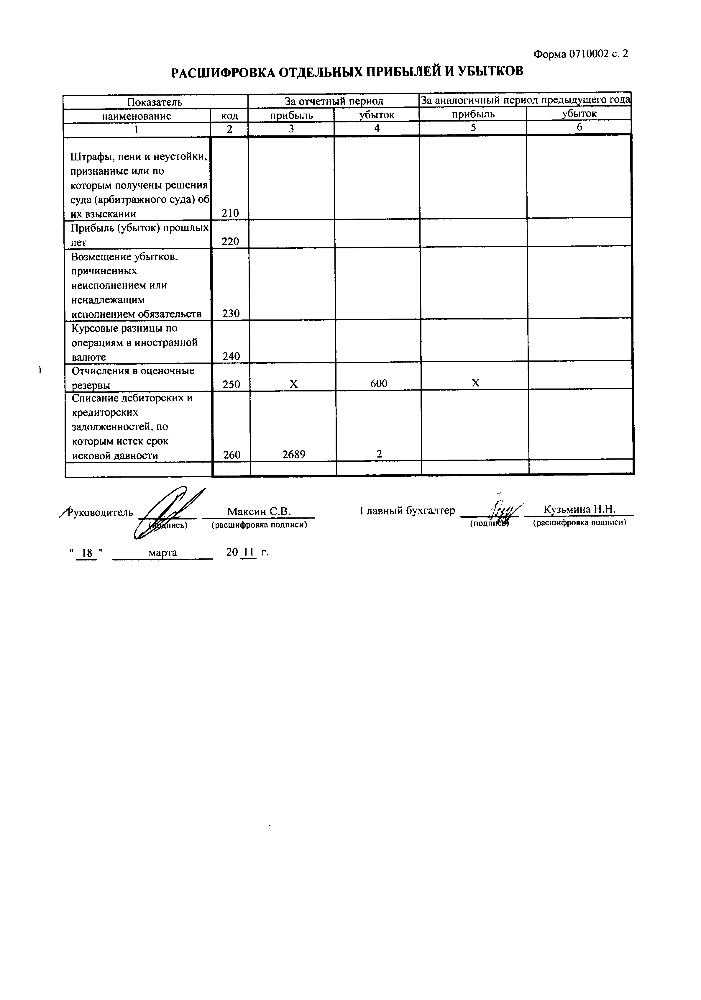 Форма 0710002 с. 2
РАСШИФРОВКА ОТДЕЛЬНЫХ ПРИБЫЛЕЙ И УБЫТКОВ
Показатель За отчетный период За аналогичный период предыдущего года
наименование код прибыль убыток прибыль убыток
1 2 3 4 5 6
Штрафы, пени и неустойки,
признанные или по
которым получены решения
суда (арбитражного суда) об
их взыскании 210
Прибыль (убыток) прошлых
лет 220
Возмещение убытков,
причиненных
неисполнением или
ненадлежащим
исполнением обязательств 230
Курсовые разницы по
операциям в иностранной
валюте 240
Отчисления в оценочные
резервы 250 Х 600 Х
Списание дебиторских и
кредиторских
задолженностей, по
которым истек срок
исковой давности 260 2689 2
Руководитель Максин С.В. Главный бухгалтер Кузьмина Н.Н.
(подпись) (расшифровка подписи) (подпись) (расшифровка подписи)
" 18 " марта 20 11 г.